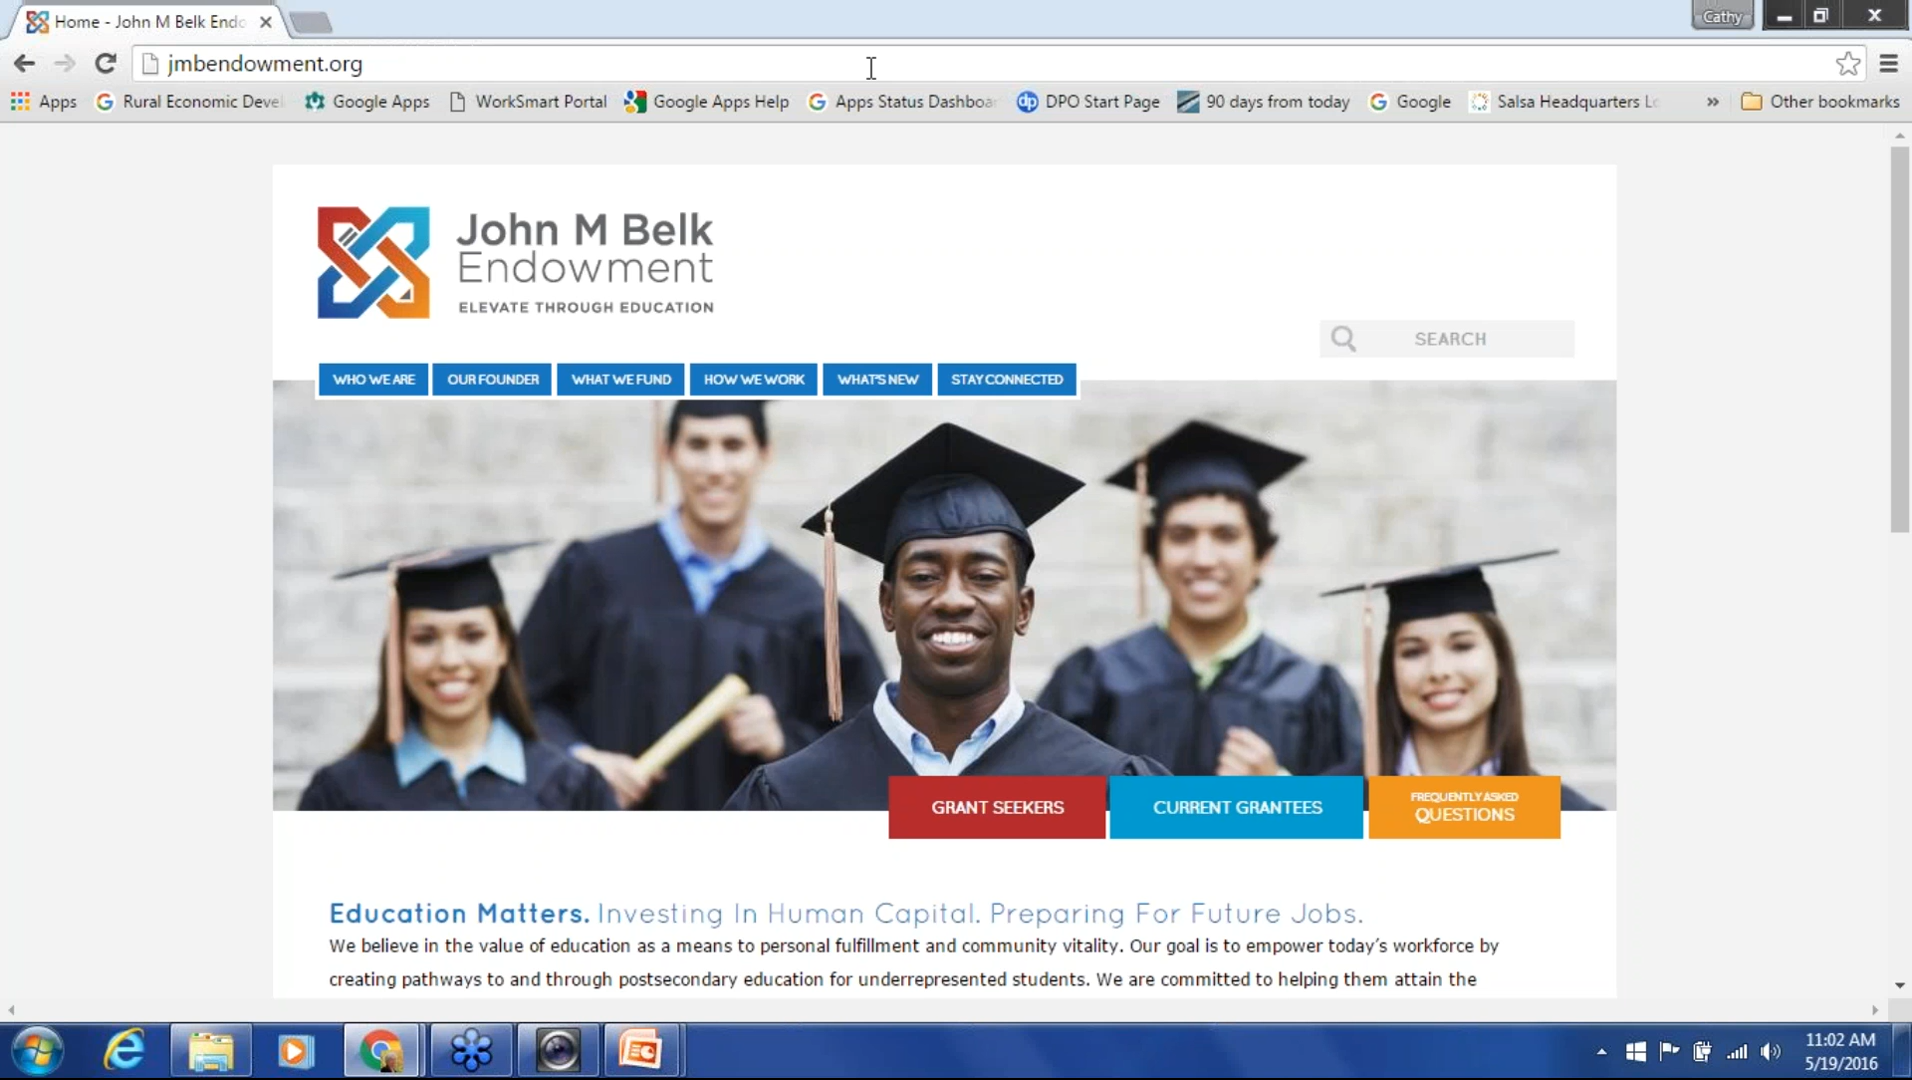 Home - John M Belk Endo
Cathy
jmbendowment.org
Apps
Rural Economic Devel
Google Apps
WorkSmart Portal
Google Apps Help
Apps Status Dashboa
DPO Start Page
90 days from today
Google
Salsa Headquarters Lo
»
Other bookmarks
John M Belk
Endowment
ELEVATE THROUGH EDUCATION
SEARCH
WHO WE ARE
OUR FOUNDER
WHAT WE FUND
HOW WE WORK
WHAT'S NEW
STAY CONNECTED
GRANT SEEKERS
CURRENT GRANTEES
FREQUENTLY ASKED
QUESTIONS
Education Matters. Investing In Human Capital. Preparing For Future Jobs.
We believe in the value of education as a means to personal fulfillment and community vitality. Our goal is to empower today’s workforce by
creating pathways to and through postsecondary education for underrepresented students. We are committed to helping them attain the
11:02 AM
5/19/2016